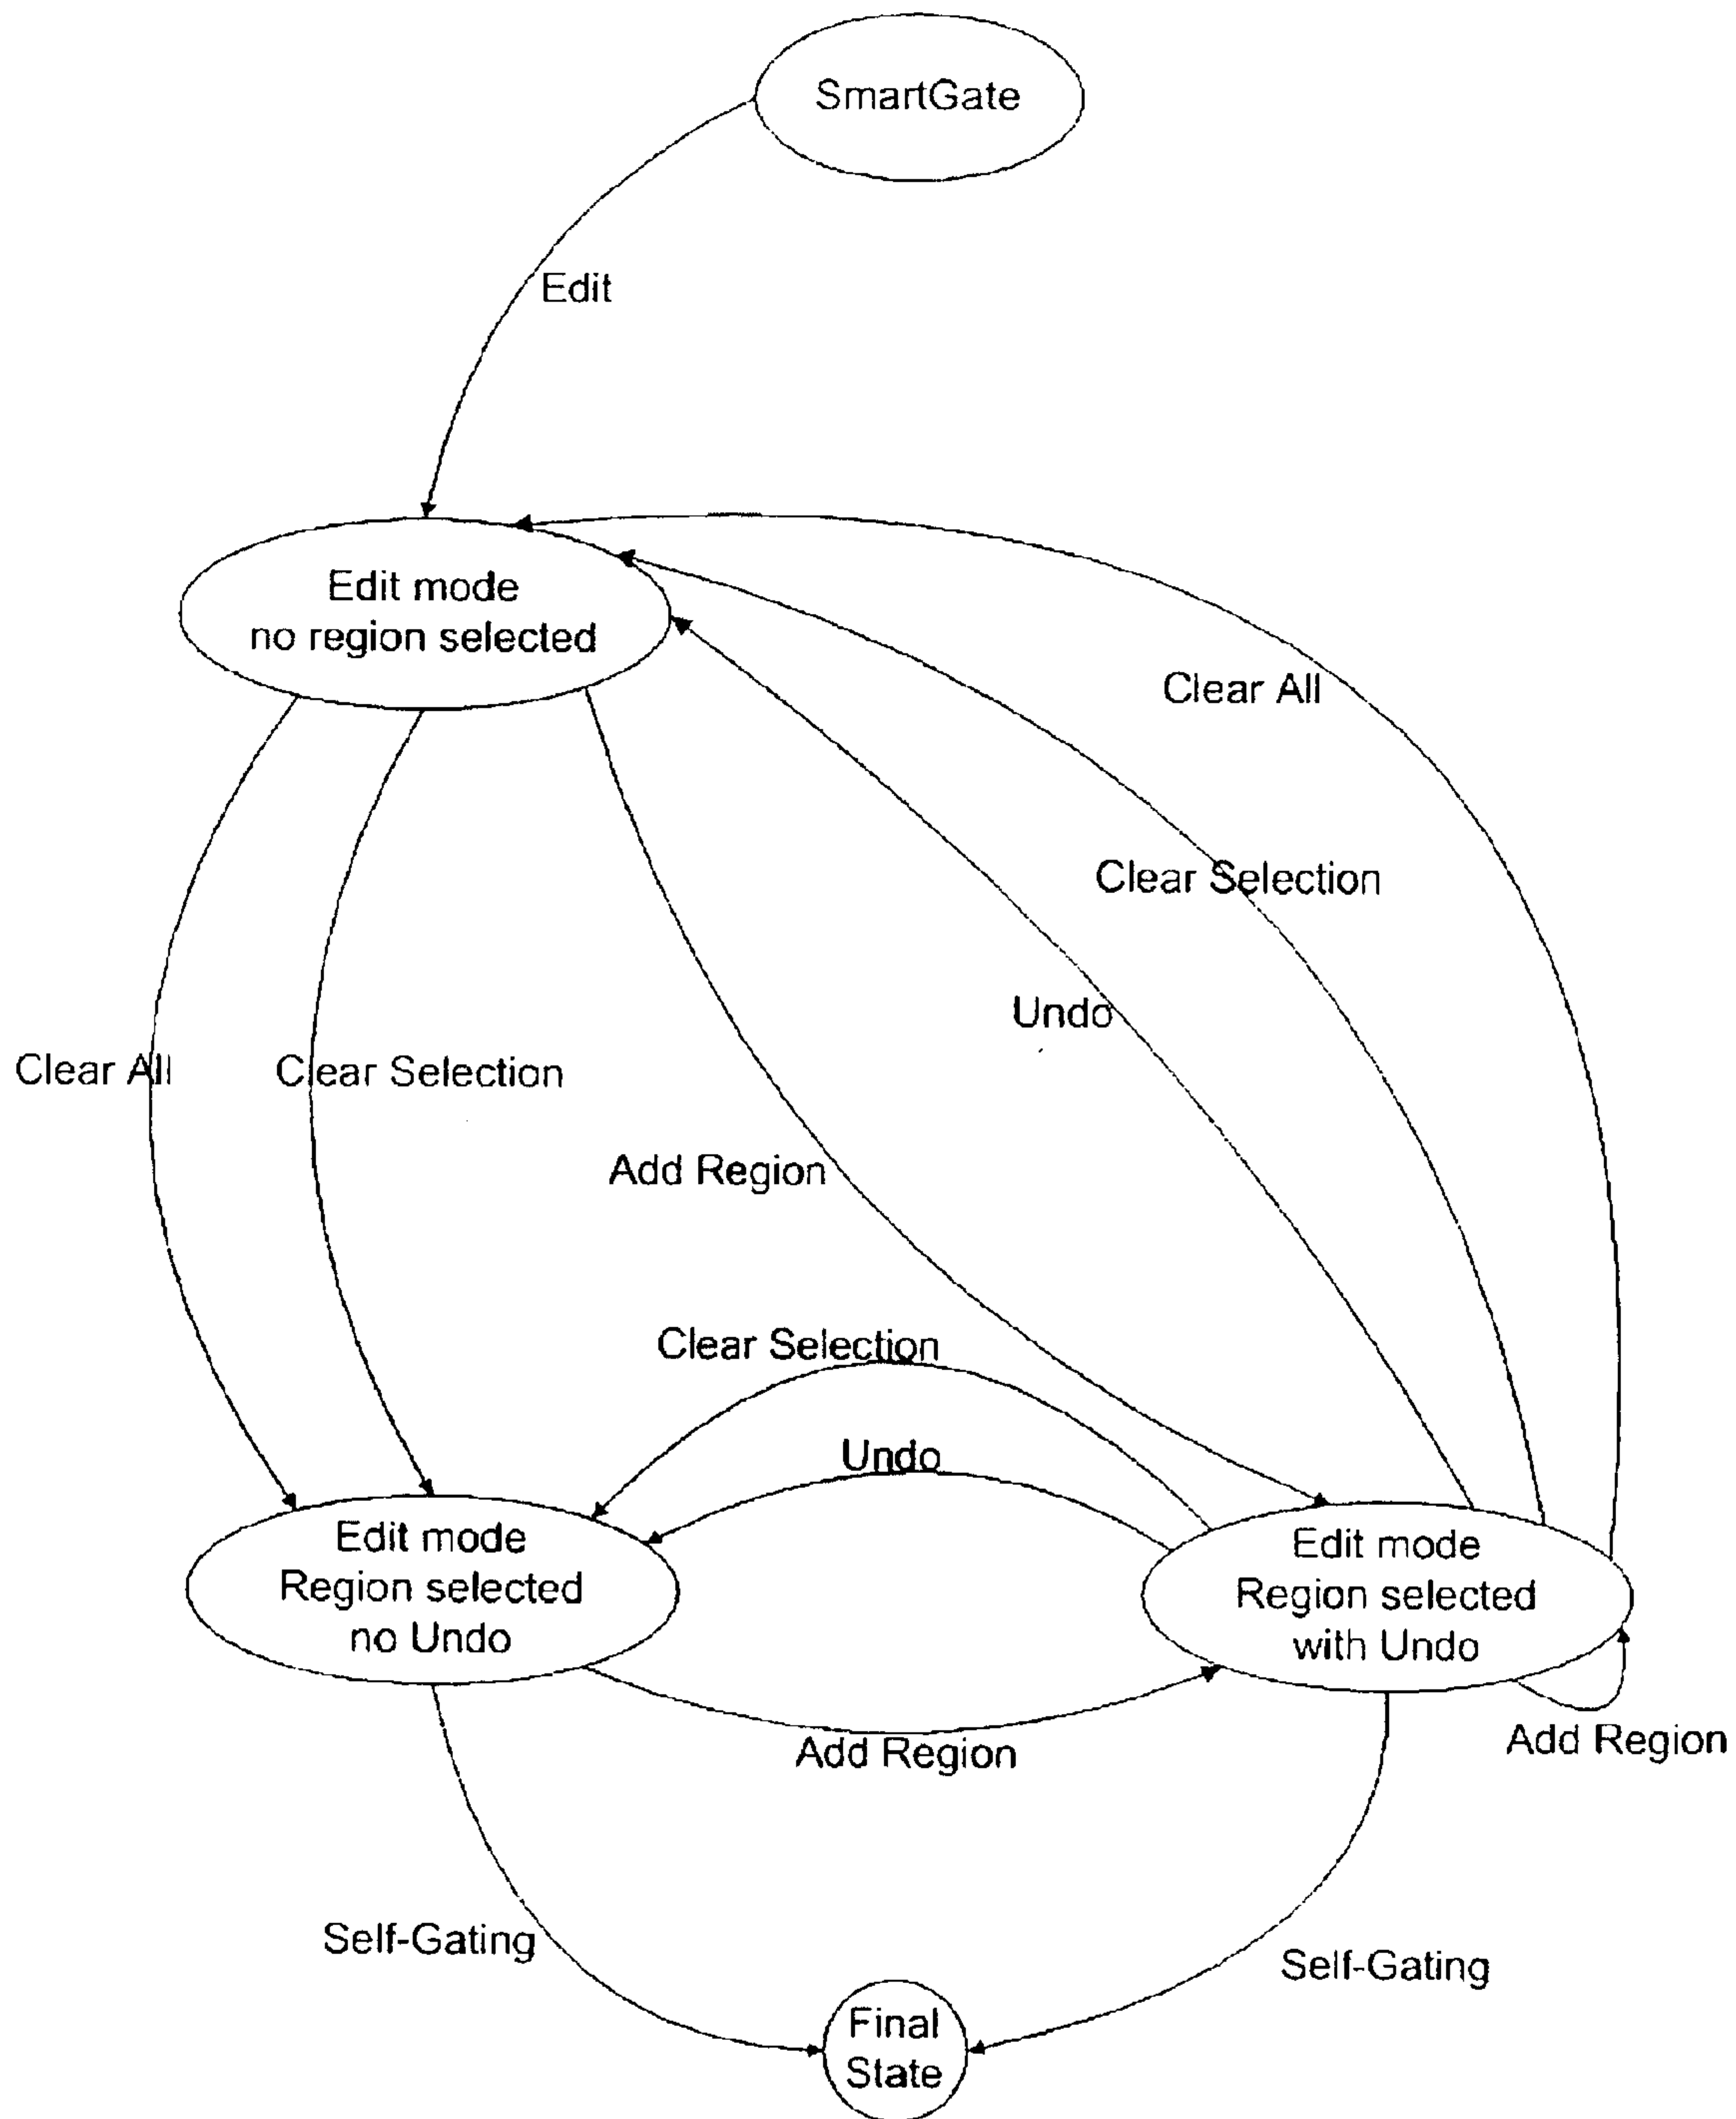 SmartGate
Edit
Edit mode
no region selected
Clear All
Clear Selection
Undo
Clear All
Clear Selection
Add Region
Clear Selection
Undo
Edit mode
Region selected
no Undo
Edit mode
Region selected
with Undo
Add Region
Add Region
Self-Gating
Self-Gating
Final
State